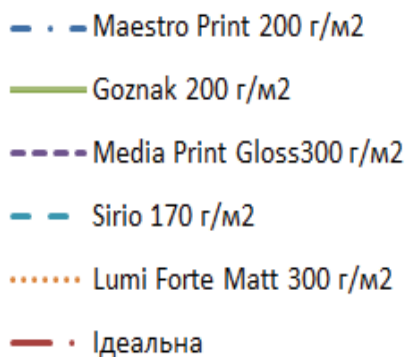 Maestro Print 200 г/м2
Goznak 200 г/м2
Media Print Gloss300 г/м2
Sirio 170 г/м2
Lumi Forte Matt 300 г/м2
Ідеальна